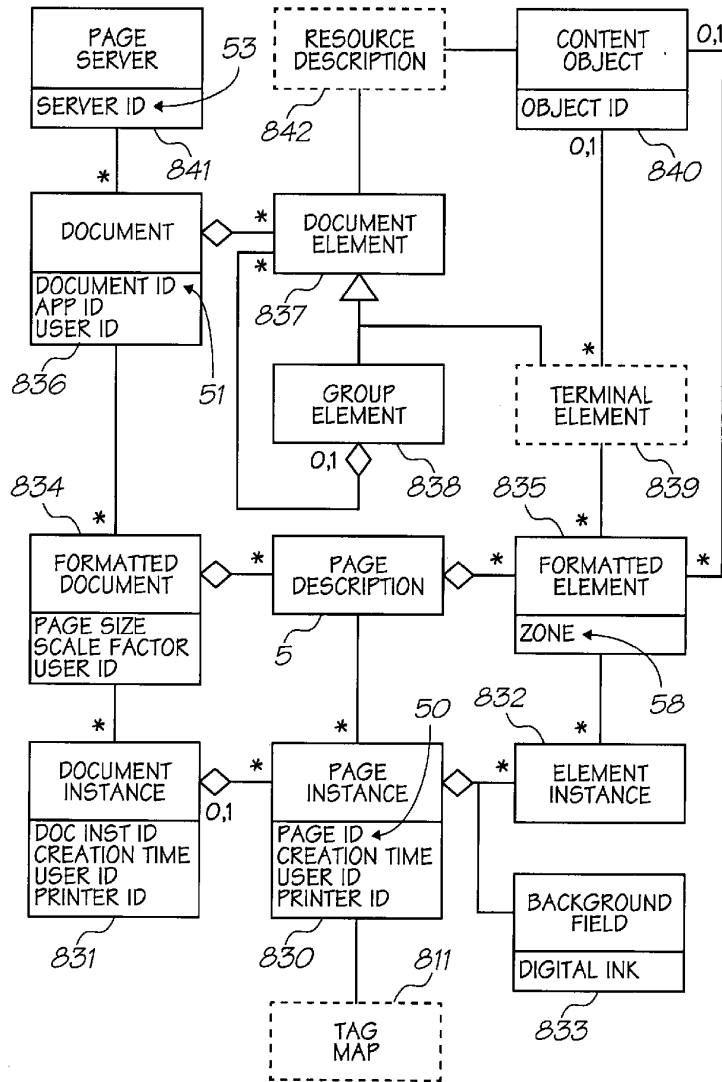 PAGE
SERVER
SERVER ID
53
841
RESOURCE
DESCRIPTION
842
CONTENT
OBJECT
OBJECT ID
0,1
0,1
840
*
DOCUMENT
DOCUMENT ID
APP ID
USER ID
836
51
*
*
DOCUMENT
ELEMENT
837
GROUP
ELEMENT
0,1
838
*
TERMINAL
ELEMENT
839
834
*
FORMATTED
DOCUMENT
PAGE SIZE
SCALE FACTOR
USER ID
*
PAGE
DESCRIPTION
5
835
*
*
FORMATTED
ELEMENT
*
ZONE
58
*
DOCUMENT
INSTANCE
0,1
DOC INST ID
CREATION TIME
USER ID
PRINTER ID
831
50
*
*
PAGE
INSTANCE
PAGE ID
CREATION TIME
USER ID
PRINTER ID
830
832
*
*
ELEMENT
INSTANCE
BACKGROUND
FIELD
DIGITAL INK
833
811
TAG
MAP